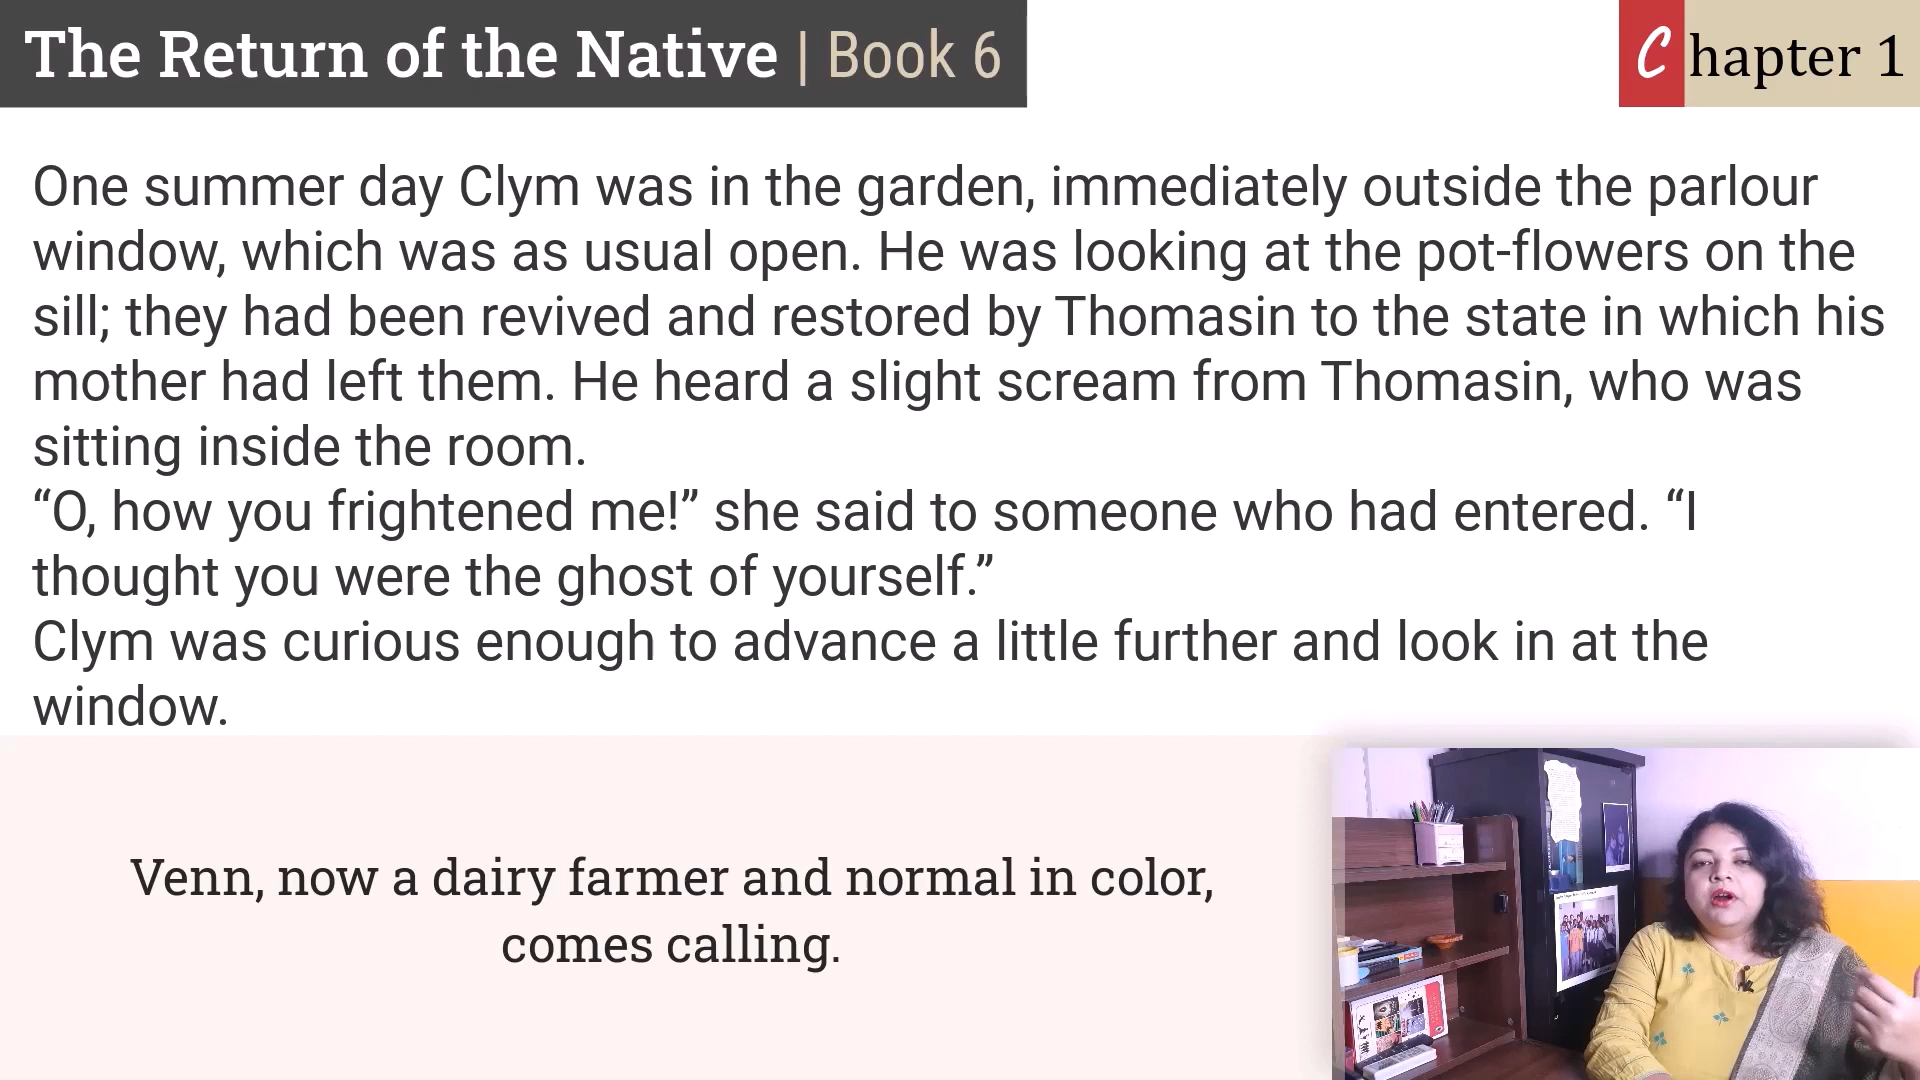 The Return of the Native | Book 6
Chapter 1
One summer day Clym was in the garden, immediately outside the parlour
window, which was as usual open. He was looking at the pot-flowers on the
sill; they had been revived and restored by Thomasin to the state in which his
mother had left them. He heard a slight scream from Thomasin, who was
sitting inside the room.
“O, how you frightened me!” she said to someone who had entered. “I
thought you were the ghost of yourself.”
Clym was curious enough to advance a little further and look in at the
window.
Venn, now a dairy farmer and normal in color,
comes calling.